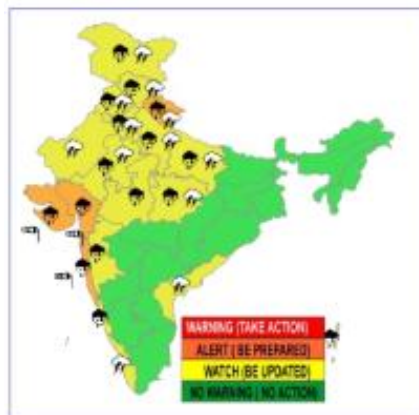 WARNING (TAKE ACTION)
ALERT ( BE PREPARED)
WATCH (BE UPDATED)
NO WARNING ( NO ACTION)